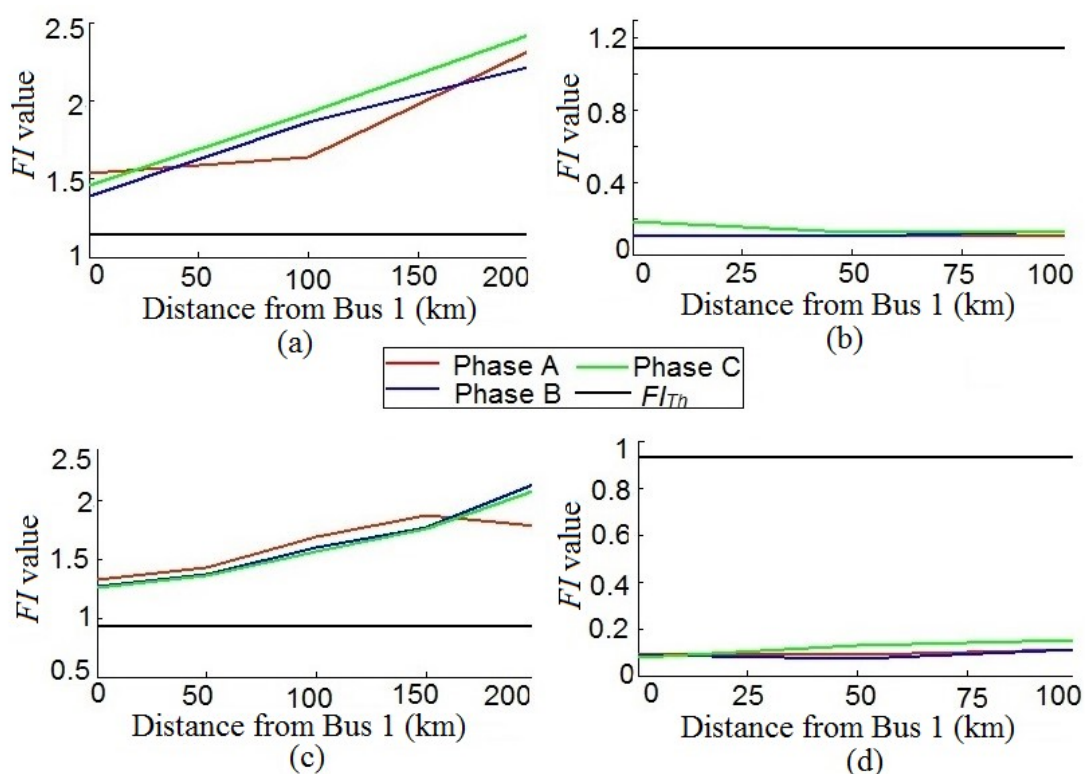 2.5
2
1.5
1
FI value
0 50 100 150 200
Distance from Bus 1 (km)
(a)
1.2
0.8
0.4
0
FI value
0 25 50 75 100
Distance from Bus 1 (km)
(b)
Phase A Phase C
Phase B FI_Th
2.5
2
1.5
1
0.5
FI value
0 50 100 150 200
Distance from Bus 1 (km)
(c)
1
0.8
0.6
0.4
0.2
0
FI value
0 25 50 75 100
Distance from Bus 1 (km)
(d)